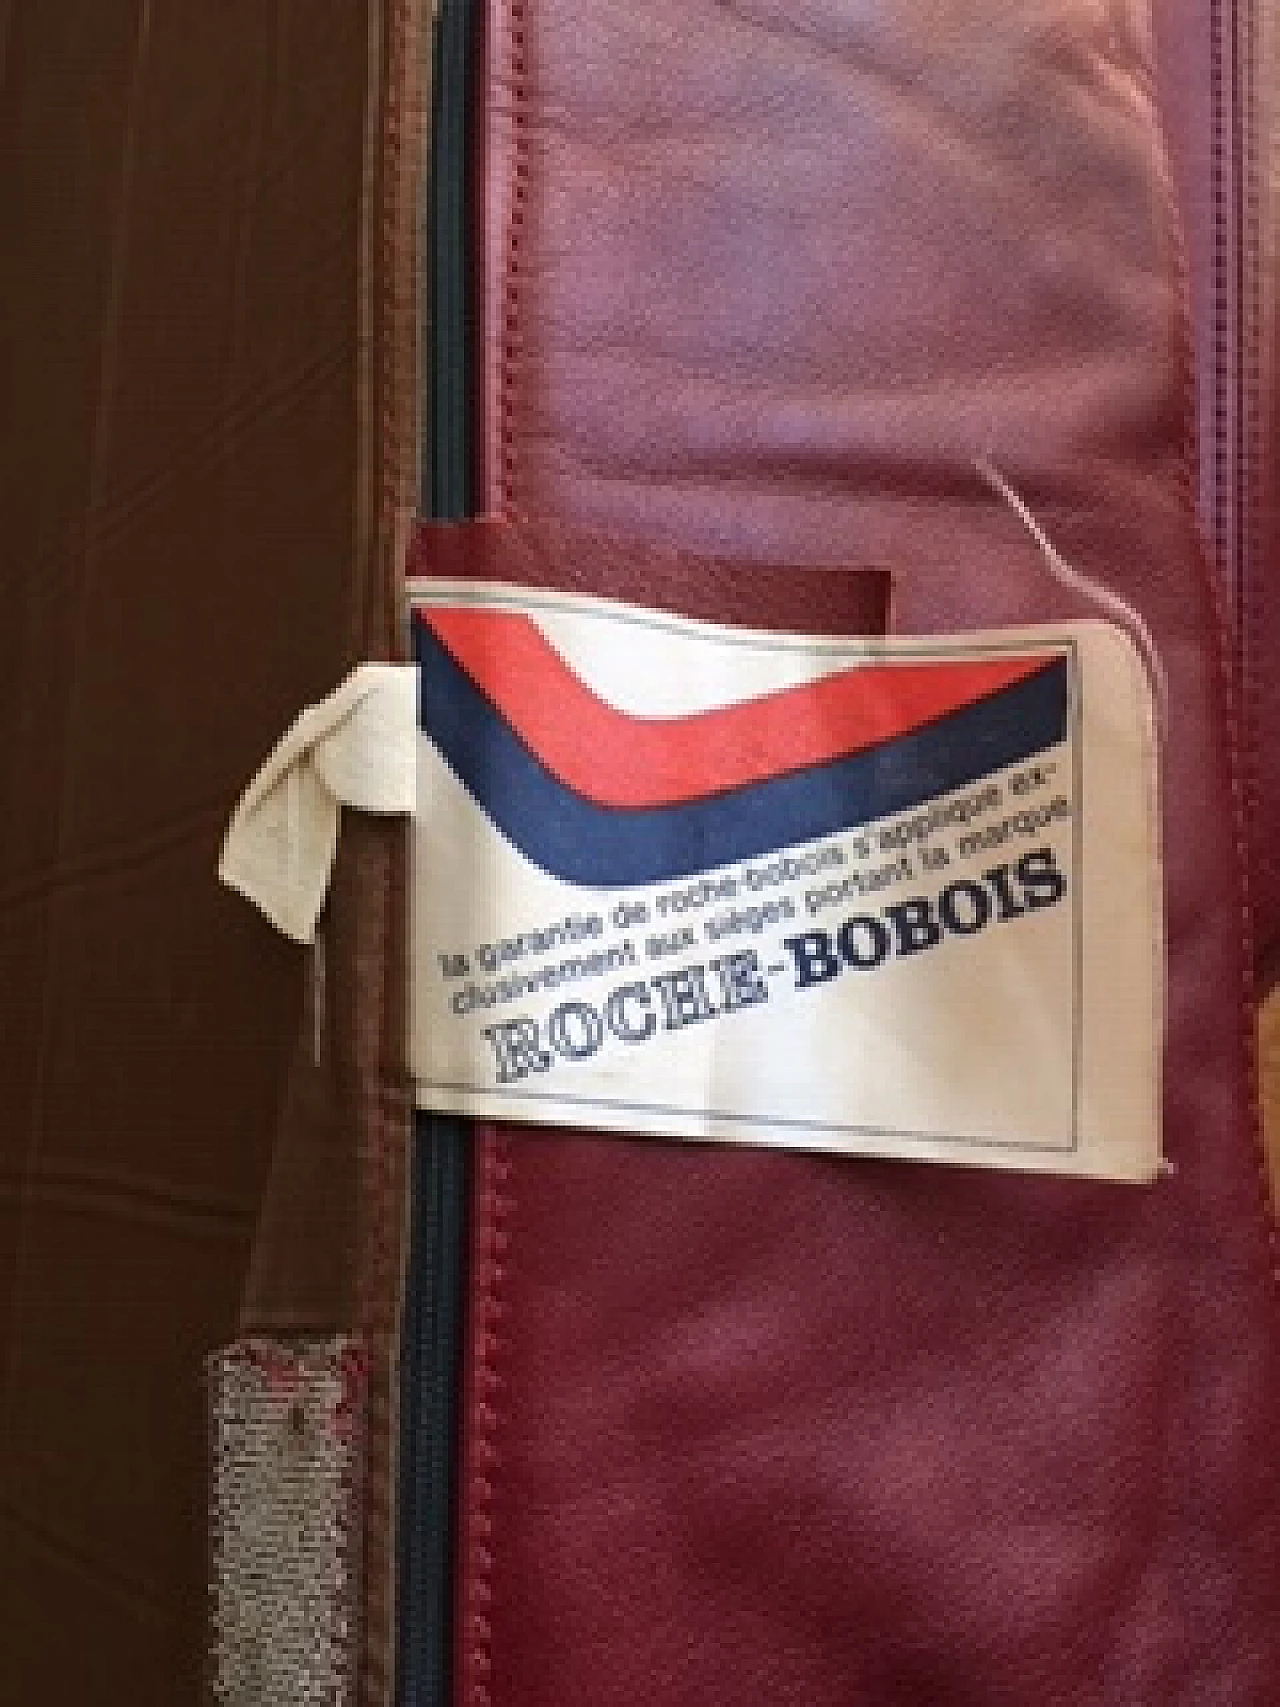 la garantie de roche-bobois s'applique ex-
clusivement aux sièges portant la marque
ROCHE-BOBOIS